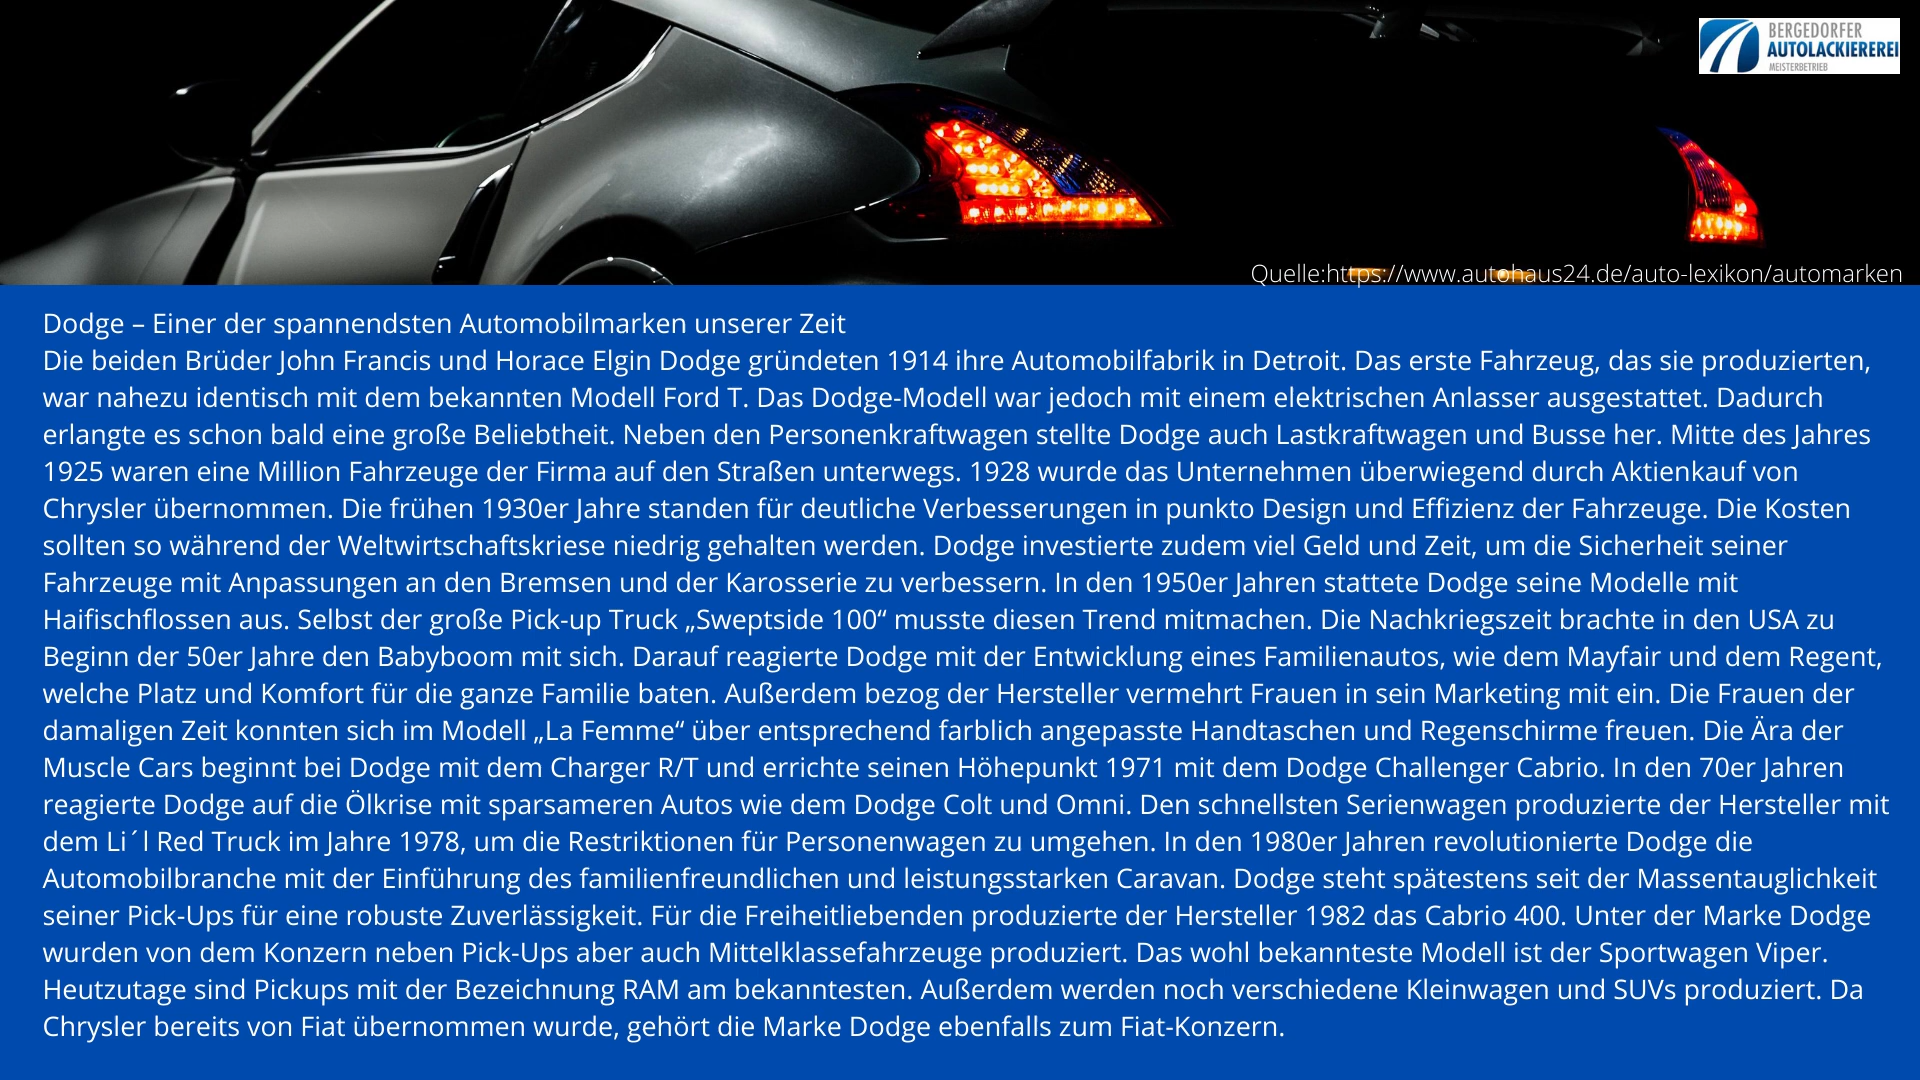 BERGEDORFER
AUTOLACKIEREREI
MEISTERBETRIEB
Quelle:https://www.autohaus24.de/auto-lexikon/automarken
Dodge – Einer der spannendsten Automobilmarken unserer Zeit
Die beiden Brüder John Francis und Horace Elgin Dodge gründeten 1914 ihre Automobilfabrik in Detroit. Das erste Fahrzeug, das sie produzierten,
war nahezu identisch mit dem bekannten Modell Ford T. Das Dodge-Modell war jedoch mit einem elektrischen Anlasser ausgestattet. Dadurch
erlangte es schon bald eine große Beliebtheit. Neben den Personenkraftwagen stellte Dodge auch Lastkraftwagen und Busse her. Mitte des Jahres
1925 waren eine Million Fahrzeuge der Firma auf den Straßen unterwegs. 1928 wurde das Unternehmen überwiegend durch Aktienkauf von
Chrysler übernommen. Die frühen 1930er Jahre standen für deutliche Verbesserungen in punkto Design und Effizienz der Fahrzeuge. Die Kosten
sollten so während der Weltwirtschaftskriese niedrig gehalten werden. Dodge investierte zudem viel Geld und Zeit, um die Sicherheit seiner
Fahrzeuge mit Anpassungen an den Bremsen und der Karosserie zu verbessern. In den 1950er Jahren stattete Dodge seine Modelle mit
Haifischflossen aus. Selbst der große Pick-up Truck „Sweptside 100“ musste diesen Trend mitmachen. Die Nachkriegszeit brachte in den USA zu
Beginn der 50er Jahre den Babyboom mit sich. Darauf reagierte Dodge mit der Entwicklung eines Familienautos, wie dem Mayfair und dem Regent,
welche Platz und Komfort für die ganze Familie baten. Außerdem bezog der Hersteller vermehrt Frauen in sein Marketing mit ein. Die Frauen der
damaligen Zeit konnten sich im Modell „La Femme“ über entsprechend farblich angepasste Handtaschen und Regenschirme freuen. Die Ära der
Muscle Cars beginnt bei Dodge mit dem Charger R/T und errichte seinen Höhepunkt 1971 mit dem Dodge Challenger Cabrio. In den 70er Jahren
reagierte Dodge auf die Ölkrise mit sparsameren Autos wie dem Dodge Colt und Omni. Den schnellsten Serienwagen produzierte der Hersteller mit
dem Li´l Red Truck im Jahre 1978, um die Restriktionen für Personenwagen zu umgehen. In den 1980er Jahren revolutionierte Dodge die
Automobilbranche mit der Einführung des familienfreundlichen und leistungsstarken Caravan. Dodge steht spätestens seit der Massentauglichkeit
seiner Pick-Ups für eine robuste Zuverlässigkeit. Für die Freiheitliebenden produzierte der Hersteller 1982 das Cabrio 400. Unter der Marke Dodge
wurden von dem Konzern neben Pick-Ups aber auch Mittelklassefahrzeuge produziert. Das wohl bekannteste Modell ist der Sportwagen Viper.
Heutzutage sind Pickups mit der Bezeichnung RAM am bekanntesten. Außerdem werden noch verschiedene Kleinwagen und SUVs produziert. Da
Chrysler bereits von Fiat übernommen wurde, gehört die Marke Dodge ebenfalls zum Fiat-Konzern.